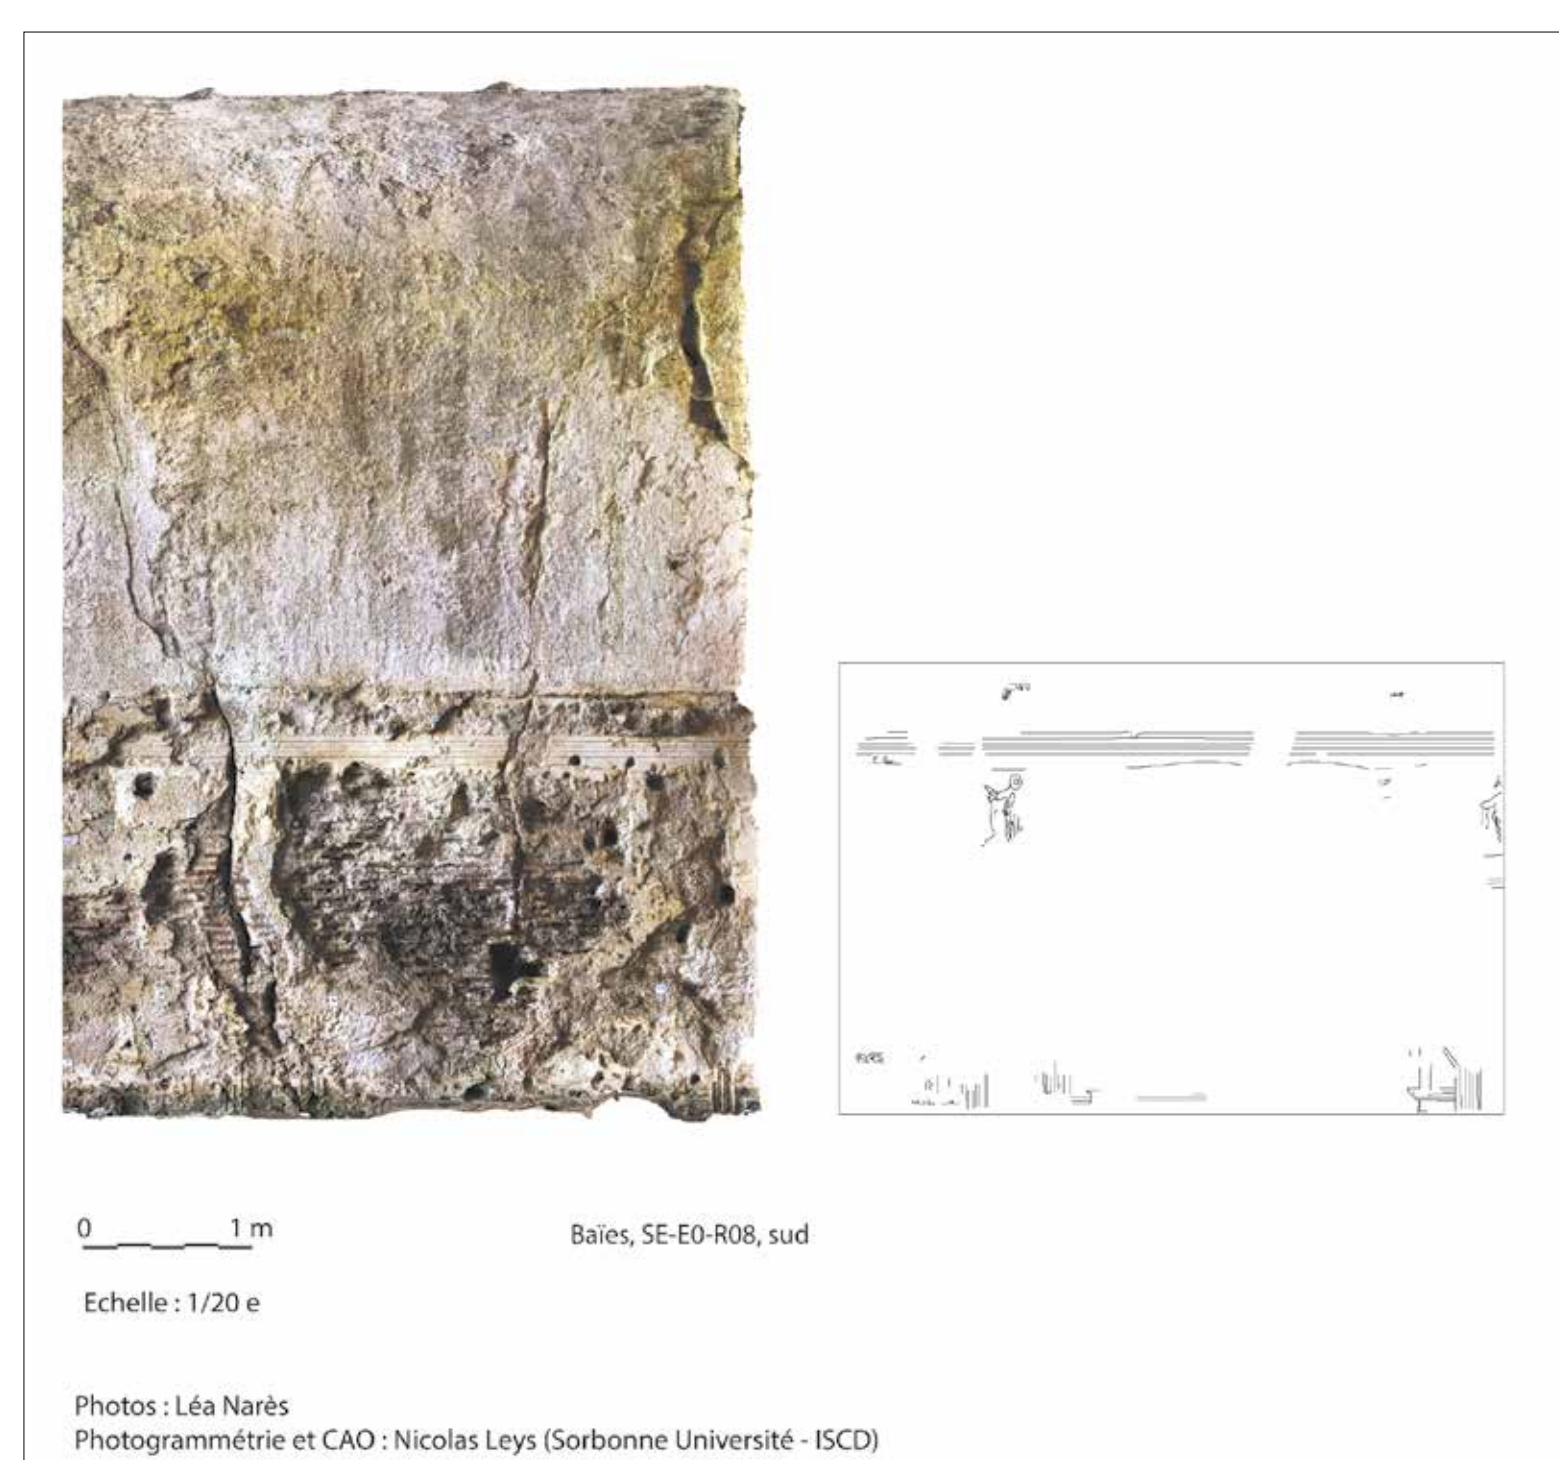 0 1 m
Baïes, SE-E0-R08, sud
Echelle : 1/20 e
Photos : Léa Narès
Photogrammétrie et CAO : Nicolas Leys (Sorbonne Université - ISCD)